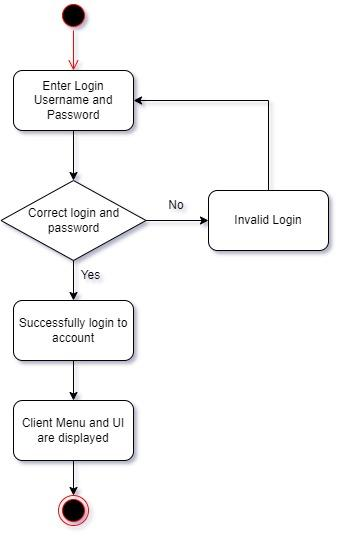 Enter Login
Username and
Password
Correct login and
password
No
Invalid Login
Yes
Successfully login to
account
Client Menu and UI
are displayed